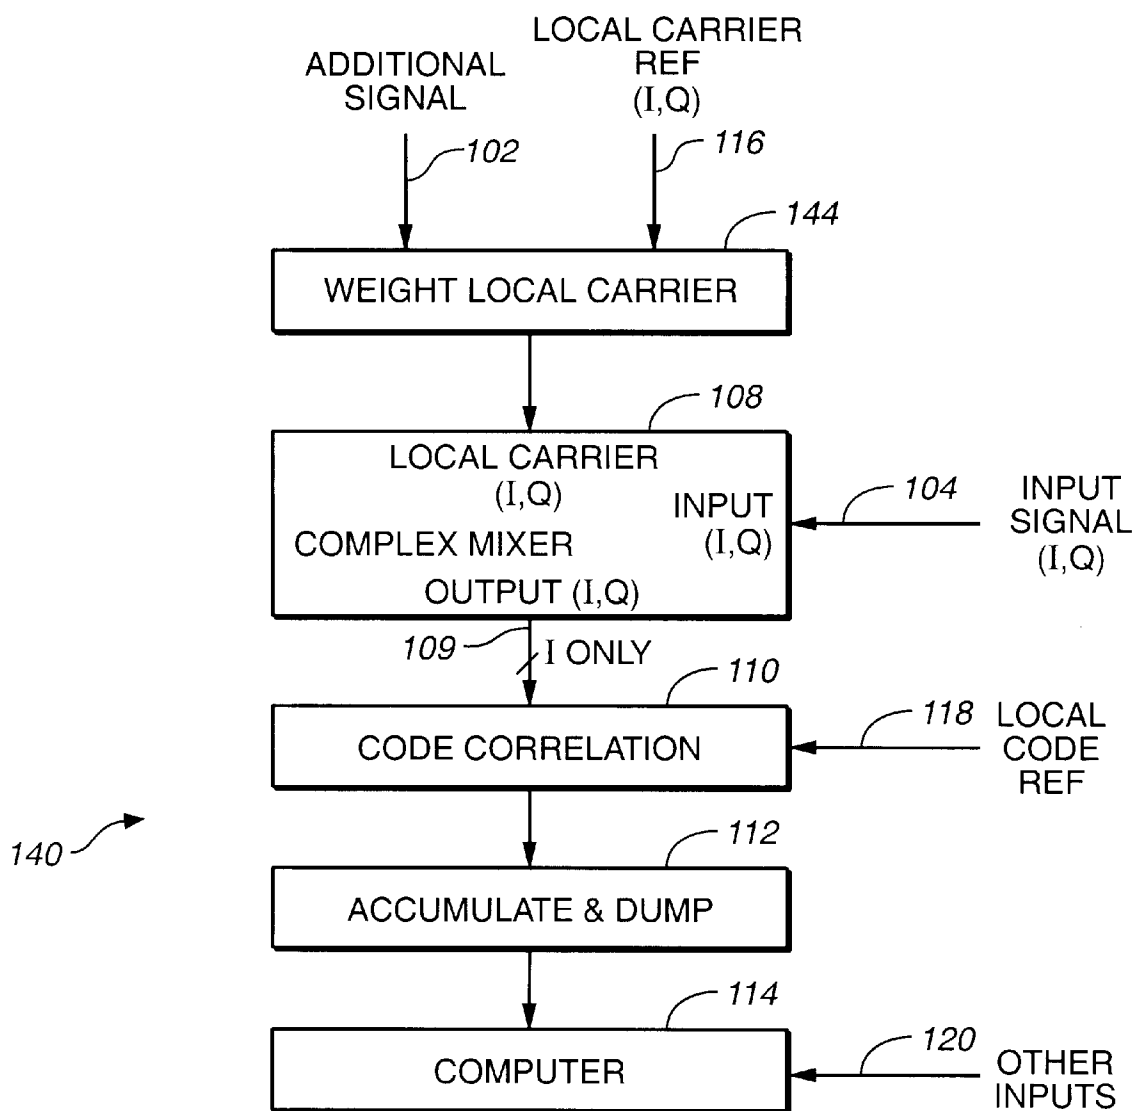 ADDITIONAL
SIGNAL
102
LOCAL CARRIER
REF
(I,Q)
116
144
WEIGHT LOCAL CARRIER
108
LOCAL CARRIER
(I,Q)
INPUT
(I,Q)
COMPLEX MIXER
OUTPUT (I,Q)
104
INPUT
SIGNAL
(I,Q)
109
I ONLY
110
CODE CORRELATION
118
LOCAL
CODE
REF
140
112
ACCUMULATE & DUMP
114
COMPUTER
120
OTHER
INPUTS